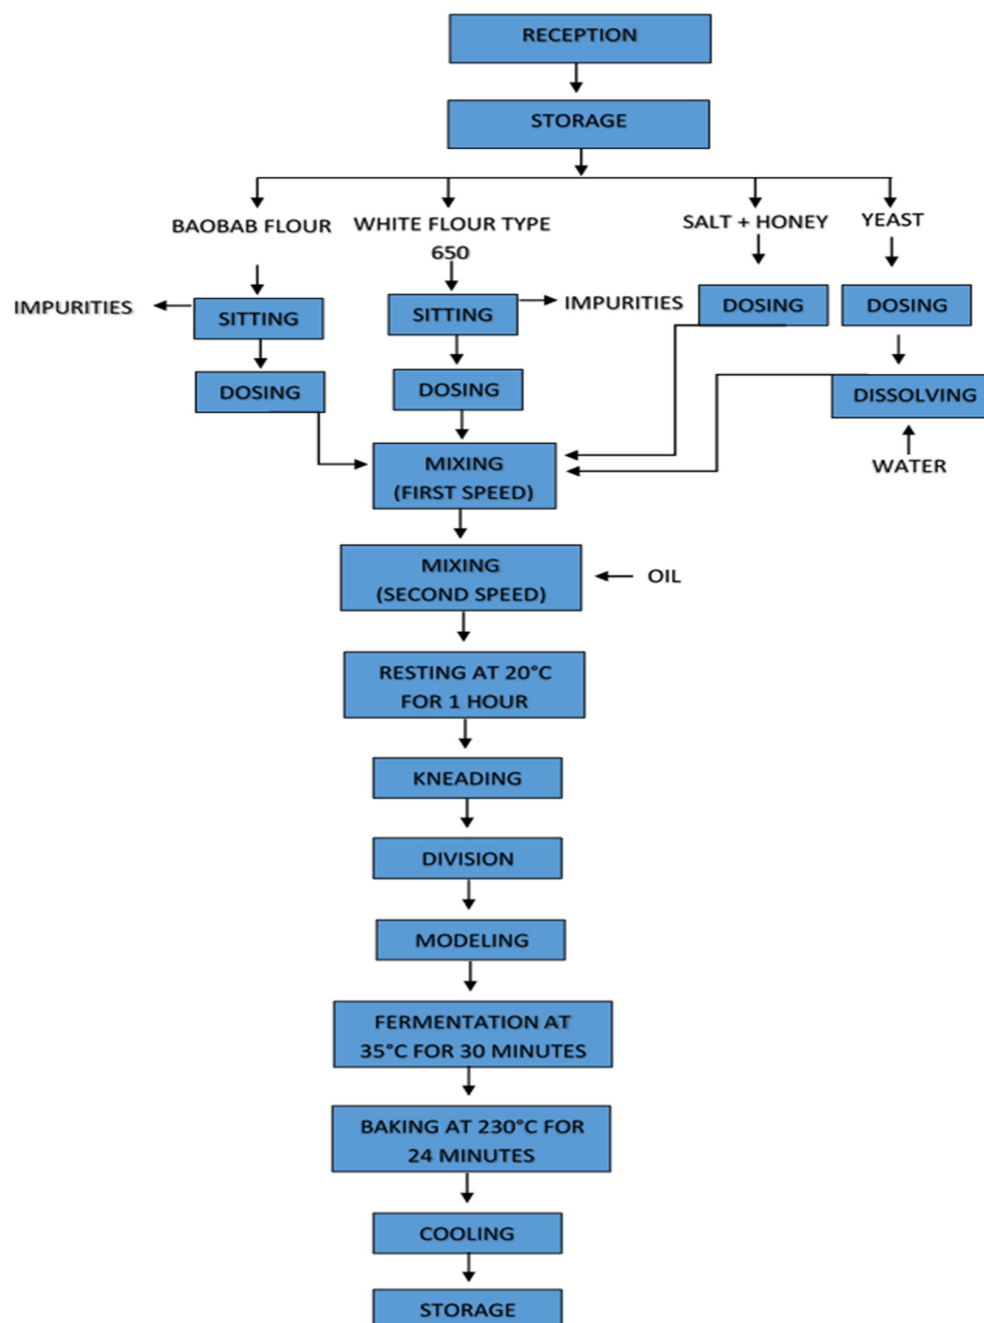 RECEPTION
STORAGE
BAOBAB FLOUR
WHITE FLOUR TYPE
650
SALT + HONEY
YEAST
IMPURITIES
SITTING
SITTING
IMPURITIES
DOSING
DOSING
DOSING
DOSING
DISSOLVING
WATER
MIXING
(FIRST SPEED)
MIXING
(SECOND SPEED)
OIL
RESTING AT 20°C
FOR 1 HOUR
KNEADING
DIVISION
MODELING
FERMENTATION AT
35°C FOR 30 MINUTES
BAKING AT 230°C FOR
24 MINUTES
COOLING
STORAGE